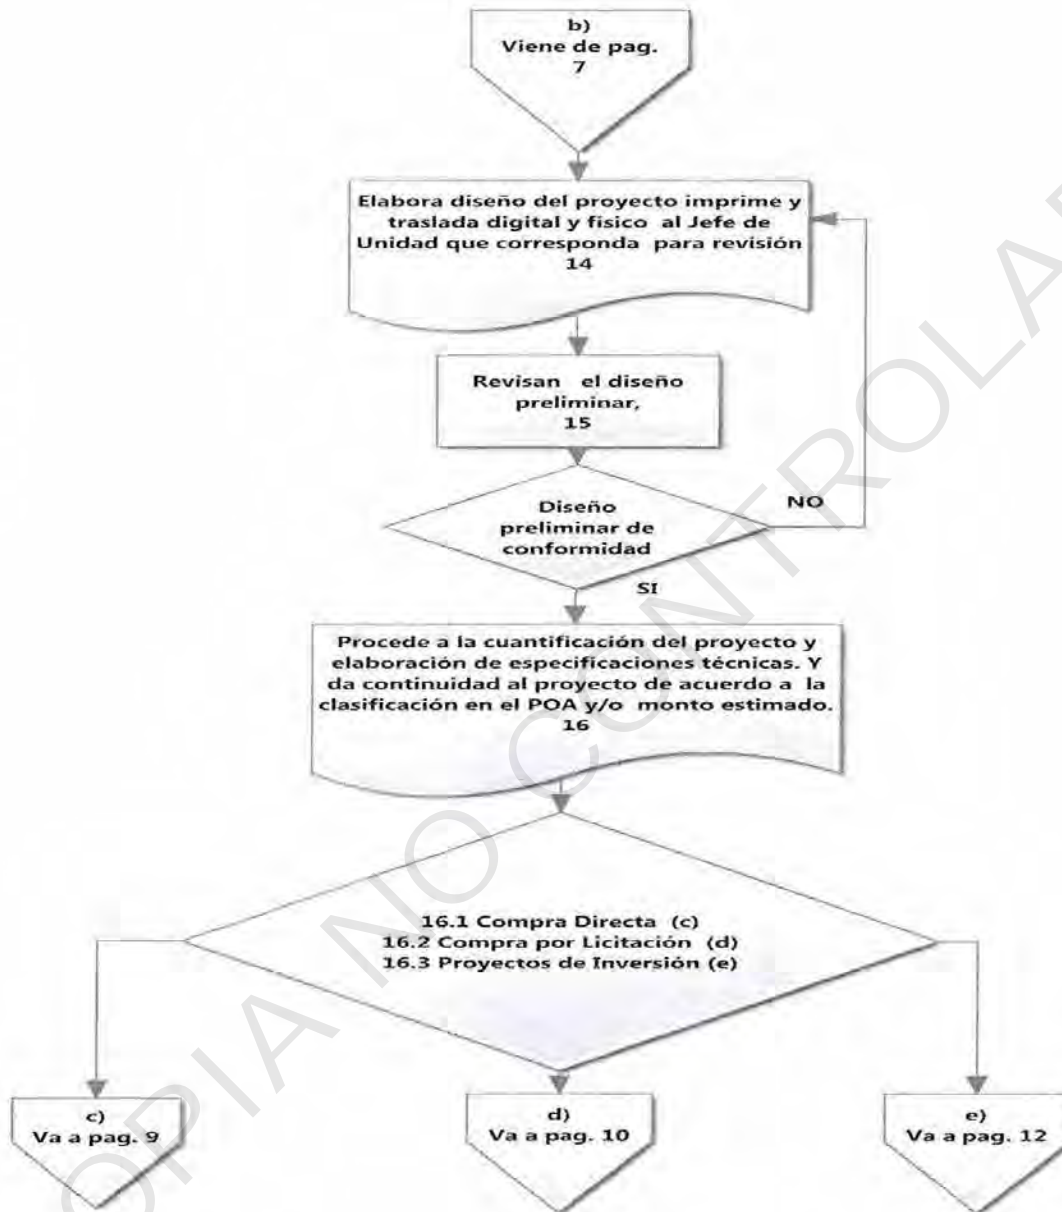 b)
Viene de pag.
7
Elabora diseño del proyecto imprime y
traslada digital y fisico al Jefe de
Unidad que corresponda para revisión
14
Revisan el diseño
preliminar,
15
Diseño
preliminar de
conformidad
NO
SI
Procede a la cuantificación del proyecto y
elaboración de especificaciones técnicas. Y
da continuidad al proyecto de acuerdo a la
clasificación en el POA y/o monto estimado.
16
16.1 Compra Directa (c)
16.2 Compra por Licitación (d)
16.3 Proyectos de Inversión (e)
c)
Va a pag. 9
d)
Va a pag. 10
e)
Va a pag. 12
OPIA NO CONTROLA